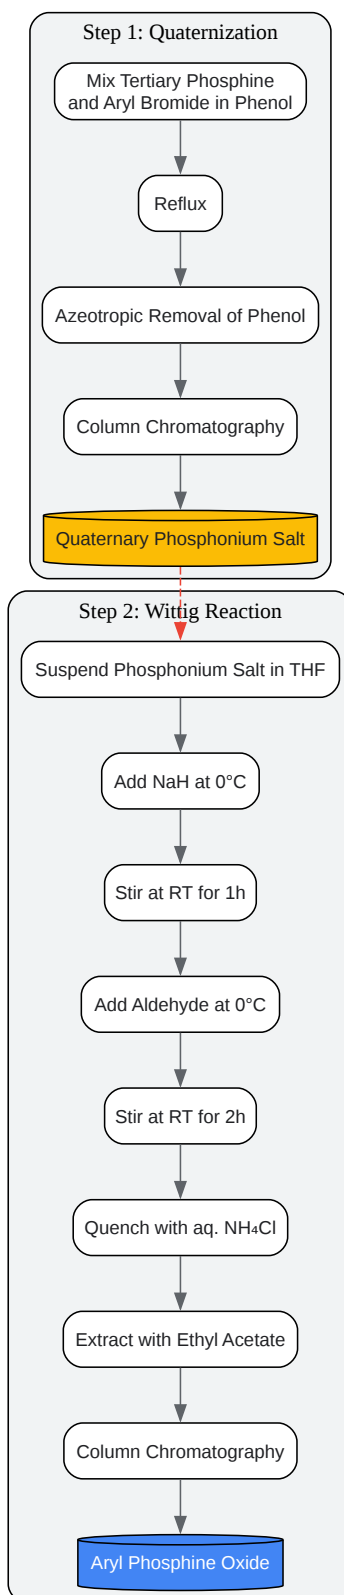 Step 1: Quaternization
Mix Tertiary Phosphine
and Aryl Bromide in Phenol
Reflux
Azeotropic Removal of Phenol
Column Chromatography
Quaternary Phosphonium Salt
Step 2: Wittig Reaction
Suspend Phosphonium Salt in THF
Add NaH at 0°C
Stir at RT for 1h
Add Aldehyde at 0°C
Stir at RT for 2h
Quench with aq. NH₄Cl
Extract with Ethyl Acetate
Column Chromatography
Aryl Phosphine Oxide